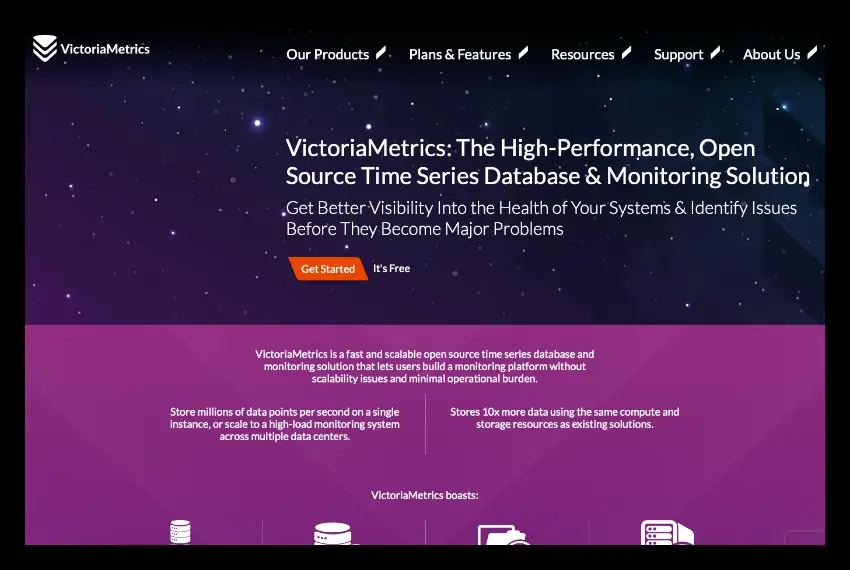 VictoriaMetrics
Our Products
Plans & Features
Resources
Support
About Us
VictoriaMetrics: The High-Performance, Open
Source Time Series Database & Monitoring Solution
Get Better Visibility Into the Health of Your Systems & Identify Issues
Before They Become Major Problems
Get Started
It's Free
VictoriaMetrics is a fast and scalable open source time series database and
monitoring solution that lets users build a monitoring platform without
scalability issues and minimal operational burden.
Store millions of data points per second on a single
instance, or scale to a high-load monitoring system
across multiple data centers.
Stores 10x more data using the same compute and
storage resources as existing solutions.
VictoriaMetrics boasts: